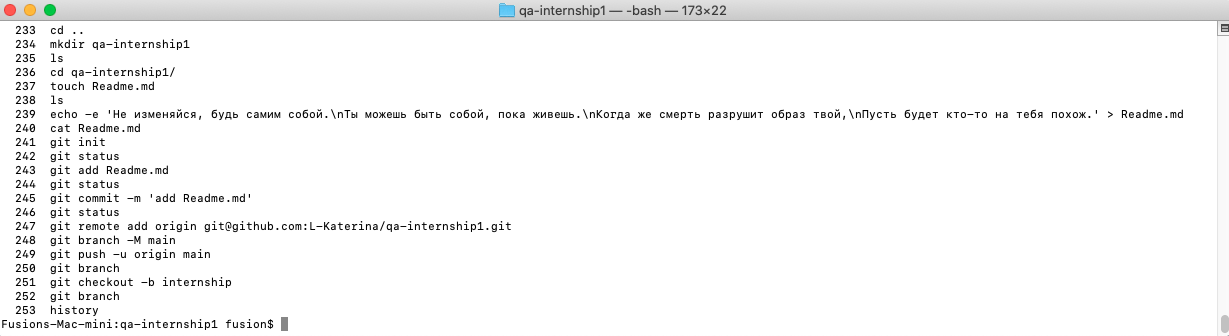 qa-internship1 — -bash — 173×22
233 cd ..
234 mkdir qa-internship1
235 ls
236 cd qa-internship1/
237 touch Readme.md
238 ls
239 echo -e 'Не изменяйся, будь самим собой.\nТы можешь быть собой, пока живешь.\nКогда же смерть разрушит образ твой,\nПусть будет кто-то на тебя похож.' > Readme.md
240 cat Readme.md
241 git init
242 git status
243 git add Readme.md
244 git status
245 git commit -m 'add Readme.md'
246 git status
247 git remote add origin git@github.com:L-Katerina/qa-internship1.git
248 git branch -M main
249 git push -u origin main
250 git branch
251 git checkout -b internship
252 git branch
253 history
Fusions-Mac-mini:qa-internship1 fusion$